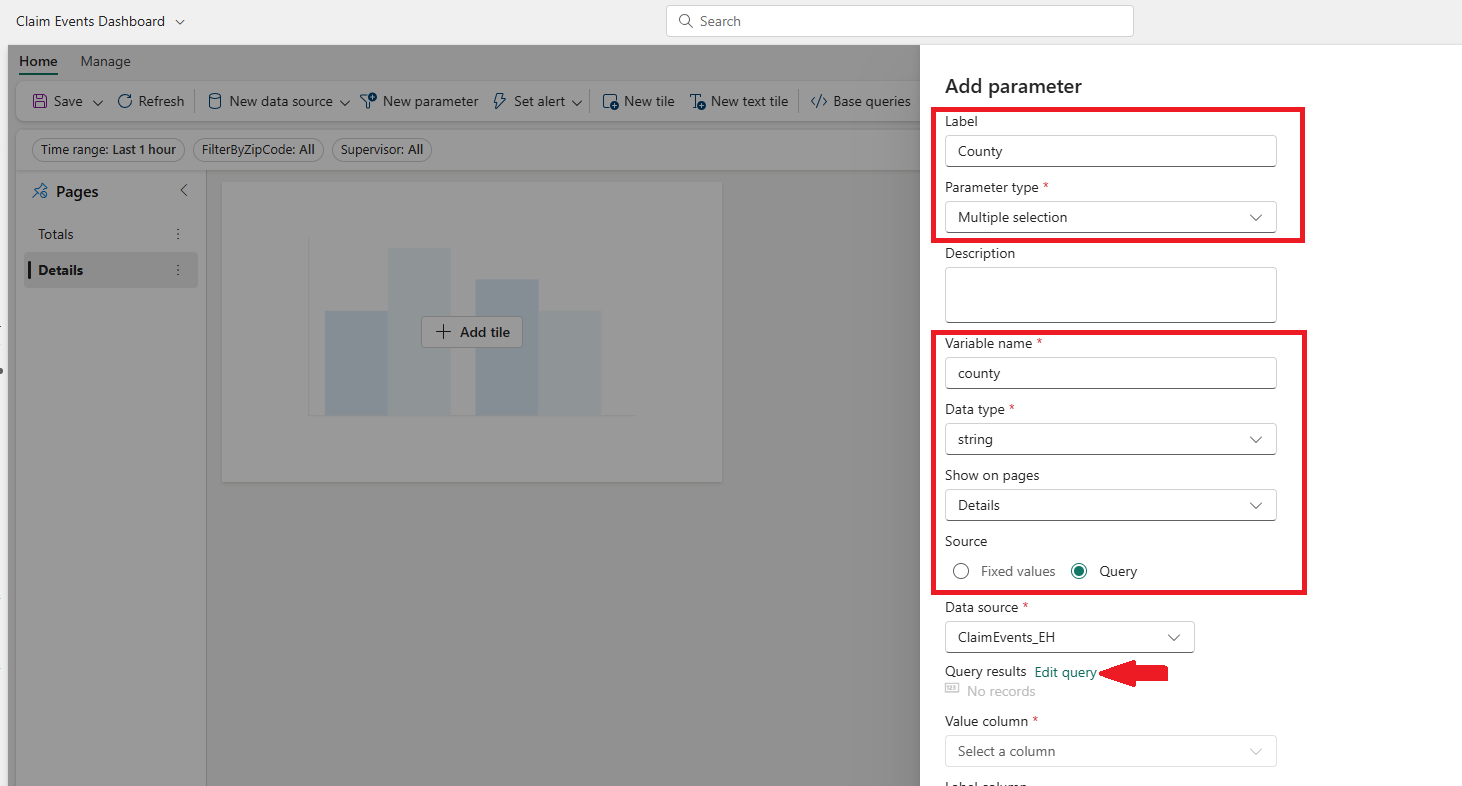 Claim Events Dashboard
Search
Home Manage
Save Refresh New data source New parameter Set alert New tile New text tile Base queries
Time range: Last 1 hour FilterByZipCode: All Supervisor: All
Pages
Totals
Details
Add tile
Add parameter
Label
County
Parameter type *
Multiple selection
Description
Variable name *
county
Data type *
string
Show on pages
Details
Source
Fixed values Query
Data source *
ClaimEvents_EH
Query results Edit query
No records
Value column *
Select a column
Label column